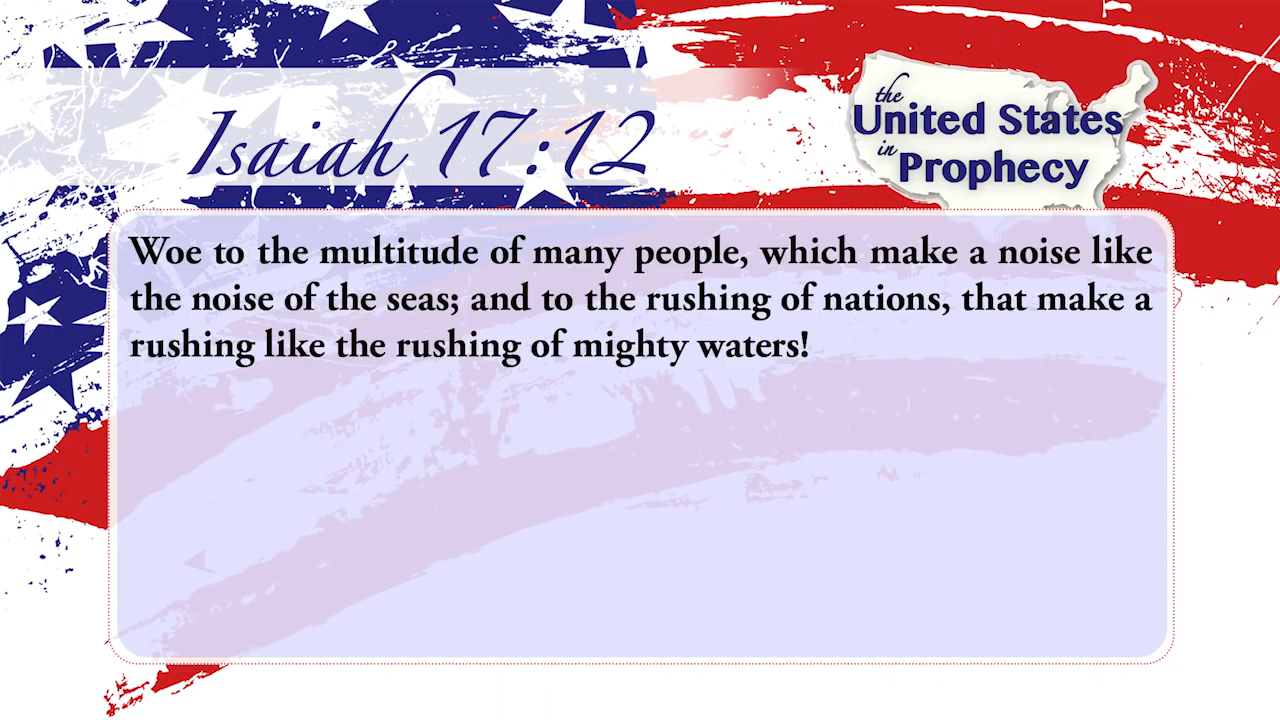 Isaiah 17:12
the
United States
in
Prophecy
Woe to the multitude of many people, which make a noise like
the noise of the seas; and to the rushing of nations, that make a
rushing like the rushing of mighty waters!